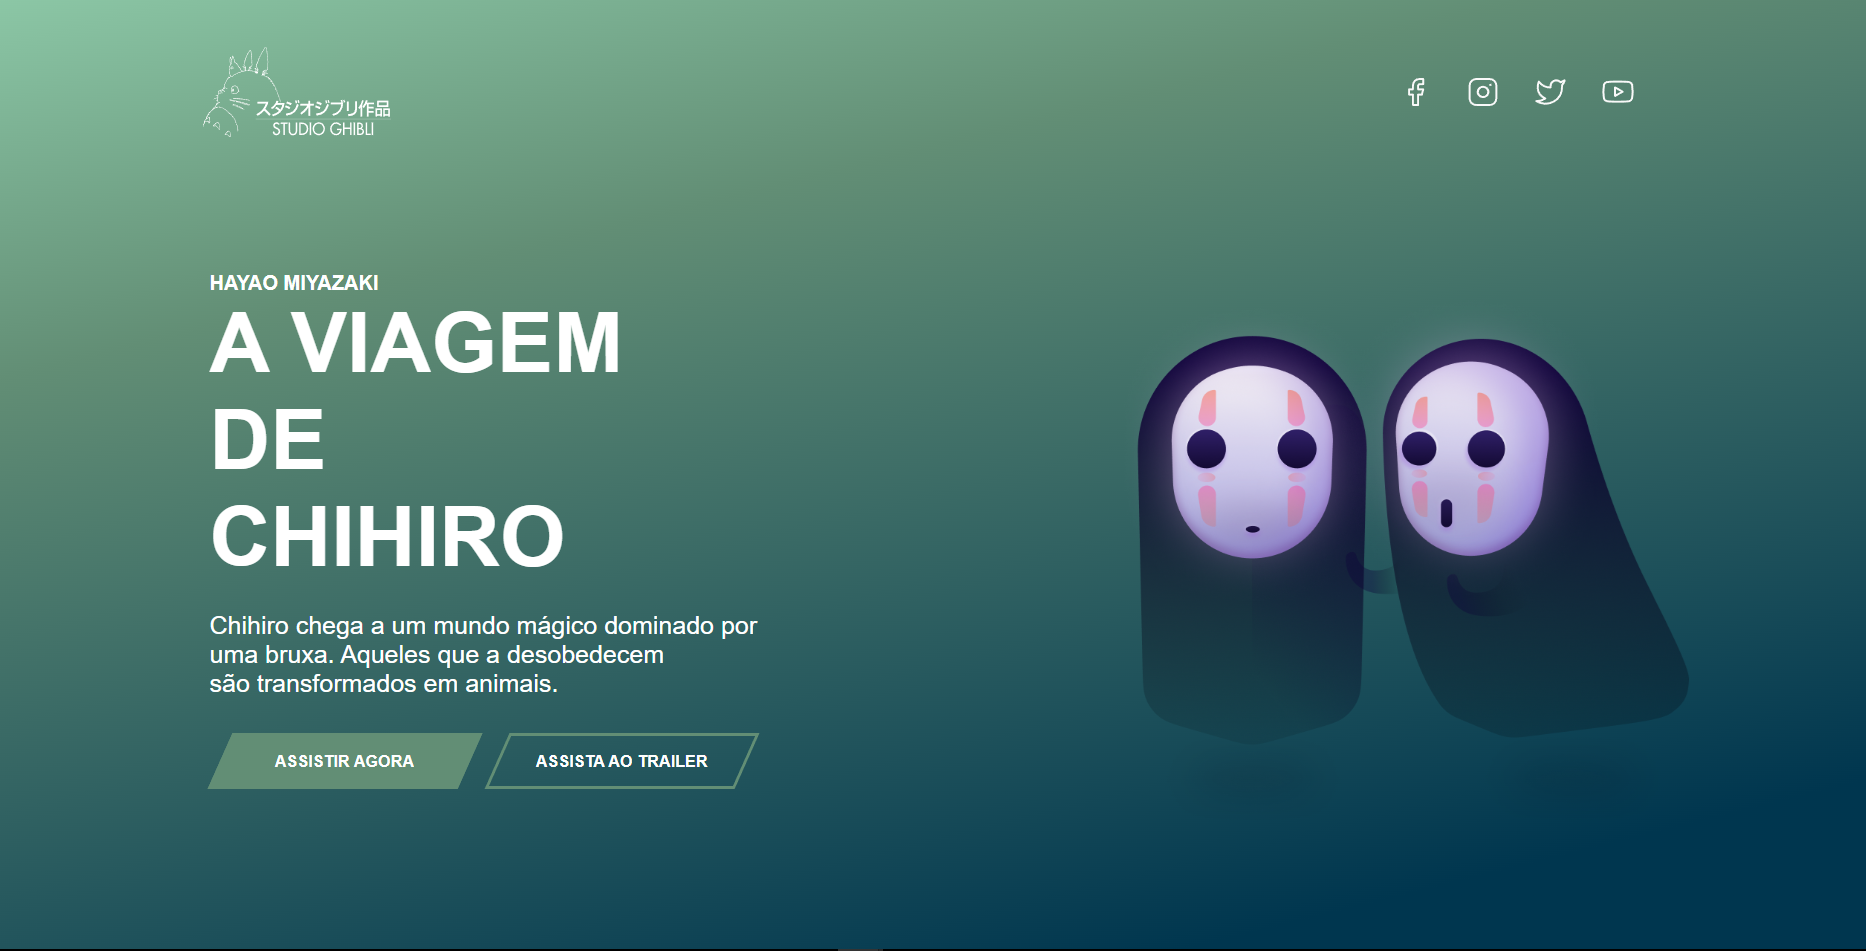 スタジオジブリ作品
STUDIO GHIBLI
HAYAO MIYAZAKI
A VIAGEM
DE
CHIHIRO
Chihiro chega a um mundo mágico dominado por
uma bruxa. Aqueles que a desobedecem
são transformados em animais.
ASSISTIR AGORA
ASSISTA AO TRAILER